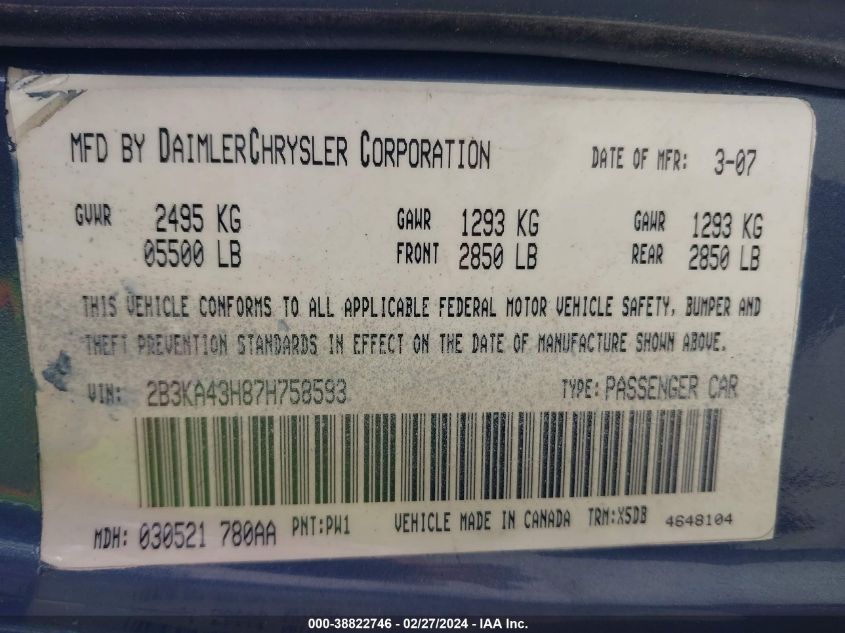 MFD BY DAIMLERCHRYSLER CORPORATION DATE OF MFR: 3-07
GVWR 2495 KG GAWR 1293 KG GAWR 1293 KG
05500 LB FRONT 2850 LB REAR 2850 LB
THIS VEHICLE CONFORMS TO ALL APPLICABLE FEDERAL MOTOR VEHICLE SAFETY, BUMPER AND
THEFT PREVENTION STANDARDS IN EFFECT ON THE DATE OF MANUFACTURE SHOWN ABOVE.
VIN: 2B3KA43H87H758593 TYPE: PASSENGER CAR
MDH: 030521 780AA PNT:PW1 VEHICLE MADE IN CANADA TRM:X5DB 4648104
000-38822746 - 02/27/2024 - IAA Inc.